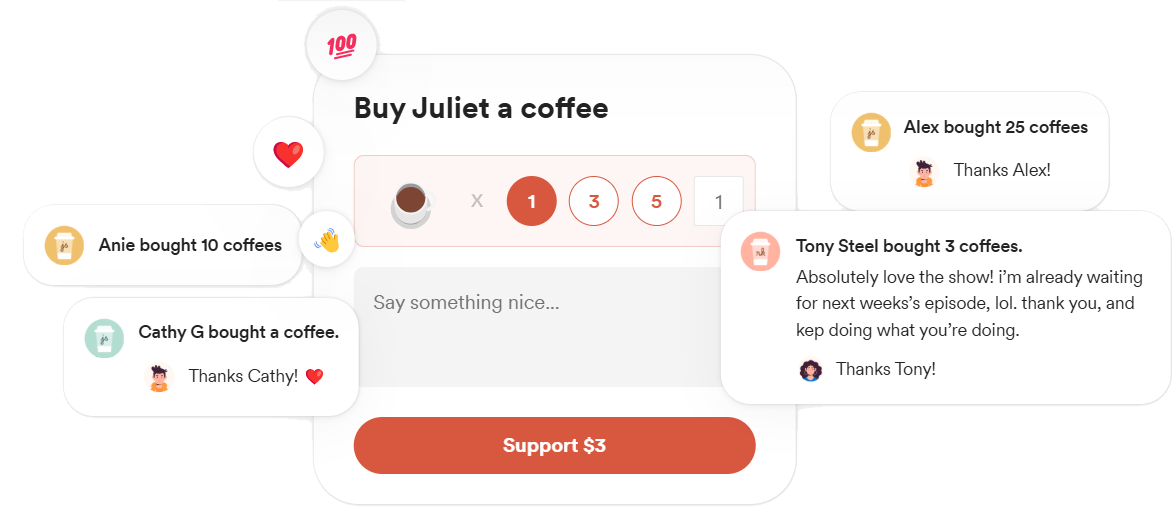 100
Buy Juliet a coffee
X 1 3 5 1
Say something nice...
Support $3
Anie bought 10 coffees
Cathy G bought a coffee.
Thanks Cathy! ❤️
Alex bought 25 coffees
Thanks Alex!
Tony Steel bought 3 coffees.
Absolutely love the show! i’m already waiting
for next weeks’s episode, lol. thank you, and
kep doing what you’re doing.
Thanks Tony!